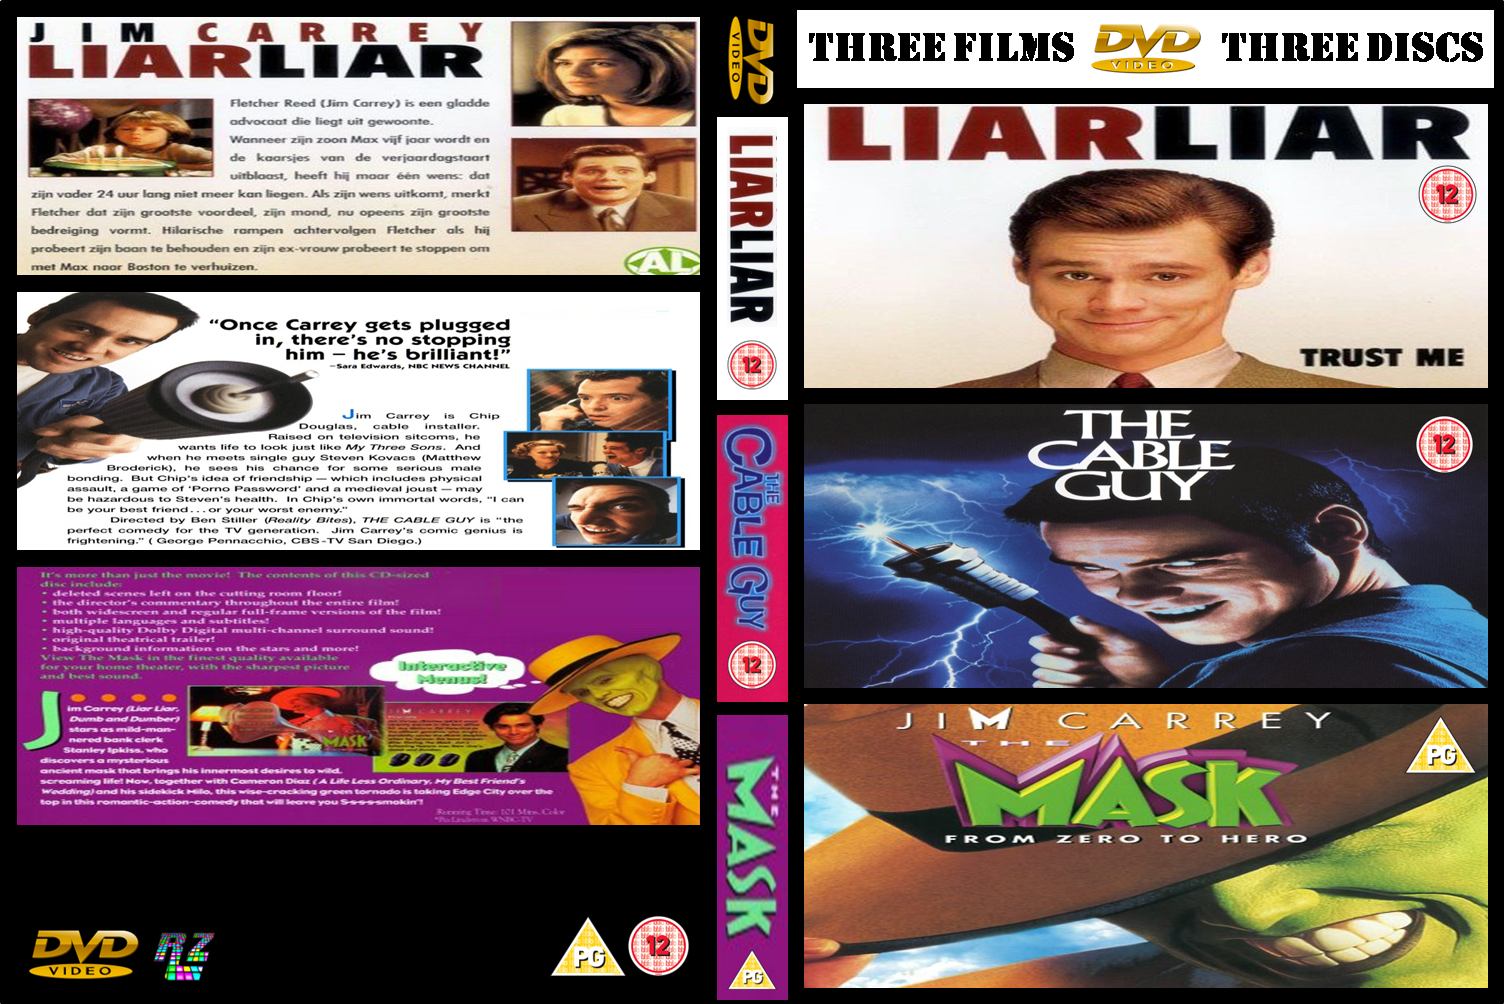 JIM CARREY
LIARLIAR
Fletcher Reed (Jim Carrey) is een gladde
advocaat die liegt uit gewoonte.
Wanneer zijn zoon Max vijf jaar wordt en
de kaarsjes van de verjaardagstaart
uitblaast, heeft hij maar één wens: dat
zijn vader 24 uur lang niet meer kan liegen. Als zijn wens uitkomt, merkt
Fletcher dat zijn grootste voordeel, zijn mond, nu opeens zijn grootste
bedreiging vormt. Hilarische rampen achtervolgen Fletcher als hij
probeert zijn baan te behouden en zijn ex-vrouw probeert te stoppen om
met Max naar Boston te verhuizen.
AL
"Once Carrey gets plugged
in, there's no stopping
him – he's brilliant!"
–Sara Edwards, NBC NEWS CHANNEL
Jim Carrey is Chip
Douglas, cable installer.
Raised on television sitcoms, he
wants life to look just like My Three Sons. And
when he meets single guy Steven Kovacs (Matthew
Broderick), he sees his chance for some serious male
bonding. But Chip's idea of friendship — which includes physical
assault, a game of 'Porno Password' and a medieval joust — may
be hazardous to Steven's health. In Chip's own immortal words, "I can
be your best friend...or your worst enemy."
Directed by Ben Stiller (Reality Bites), THE CABLE GUY is "the
perfect comedy for the TV generation. Jim Carrey's comic genius is
frightening." ( George Pennacchio, CBS-TV San Diego.)
It's more than just the movie! The contents of this CD-sized
disc include:
• deleted scenes left on the cutting room floor!
• the director's commentary throughout the entire film!
• both widescreen and regular full-frame versions of the film!
• multiple languages and subtitles!
• high-quality Dolby Digital multi-channel surround sound!
• original theatrical trailer!
• background information on the stars and more!
View The Mask in the finest quality available
for your home theater, with the sharpest picture
and best sound.
Interactive
Menus!
Jim Carrey (Liar Liar,
Dumb and Dumber)
stars as mild-man-
nered bank clerk
Stanley Ipkiss, who
discovers a mysterious
ancient mask that brings his innermost desires to wild,
screaming life! Now, together with Cameron Diaz (A Life Less Ordinary, My Best Friend's
Wedding) and his sidekick Milo, this wise-cracking green tornado is taking Edge City over the
top in this romantic-action-comedy that will leave you S-s-s-s-smokin'!
Running Time: 101 Mins. Color
MASK
JIM CARREY
DVD
VIDEO
RZ
PG
12
DVD
VIDEO
LIARLIAR
12
THE
CABLE GUY
12
THE
MASK
PG
THREE FILMS
DVD
VIDEO
THREE DISCS
LIARLIAR
12
TRUST ME
THE
CABLE
GUY
12
JIM CARREY
THE
MASK
PG
FROM ZERO TO HERO